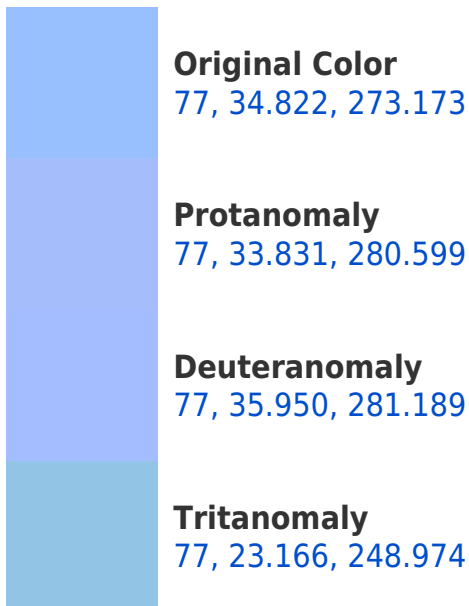 Original Color
77, 34.822, 273.173
Protanomaly
77, 33.831, 280.599
Deuteranomaly
77, 35.950, 281.189
Tritanomaly
77, 23.166, 248.974